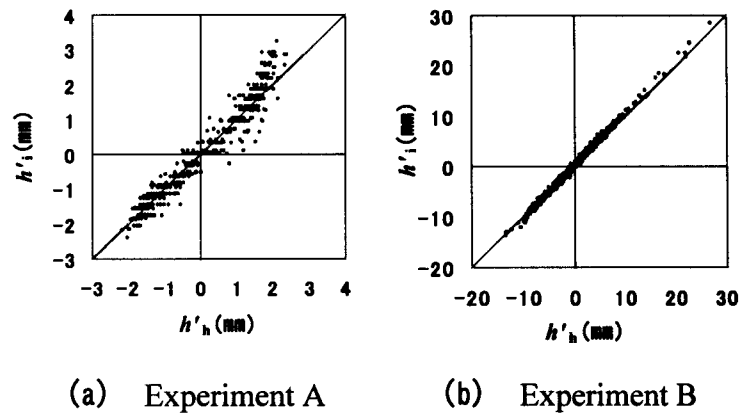 4
3
2
1
0
−1
−2
−3
h′i (mm)
−3 −2 −1 0 1 2 3 4
h′h (mm)
30
20
10
0
−10
−20
h′i (mm)
−20 −10 0 10 20 30
h′h (mm)
(a) Experiment A
(b) Experiment B